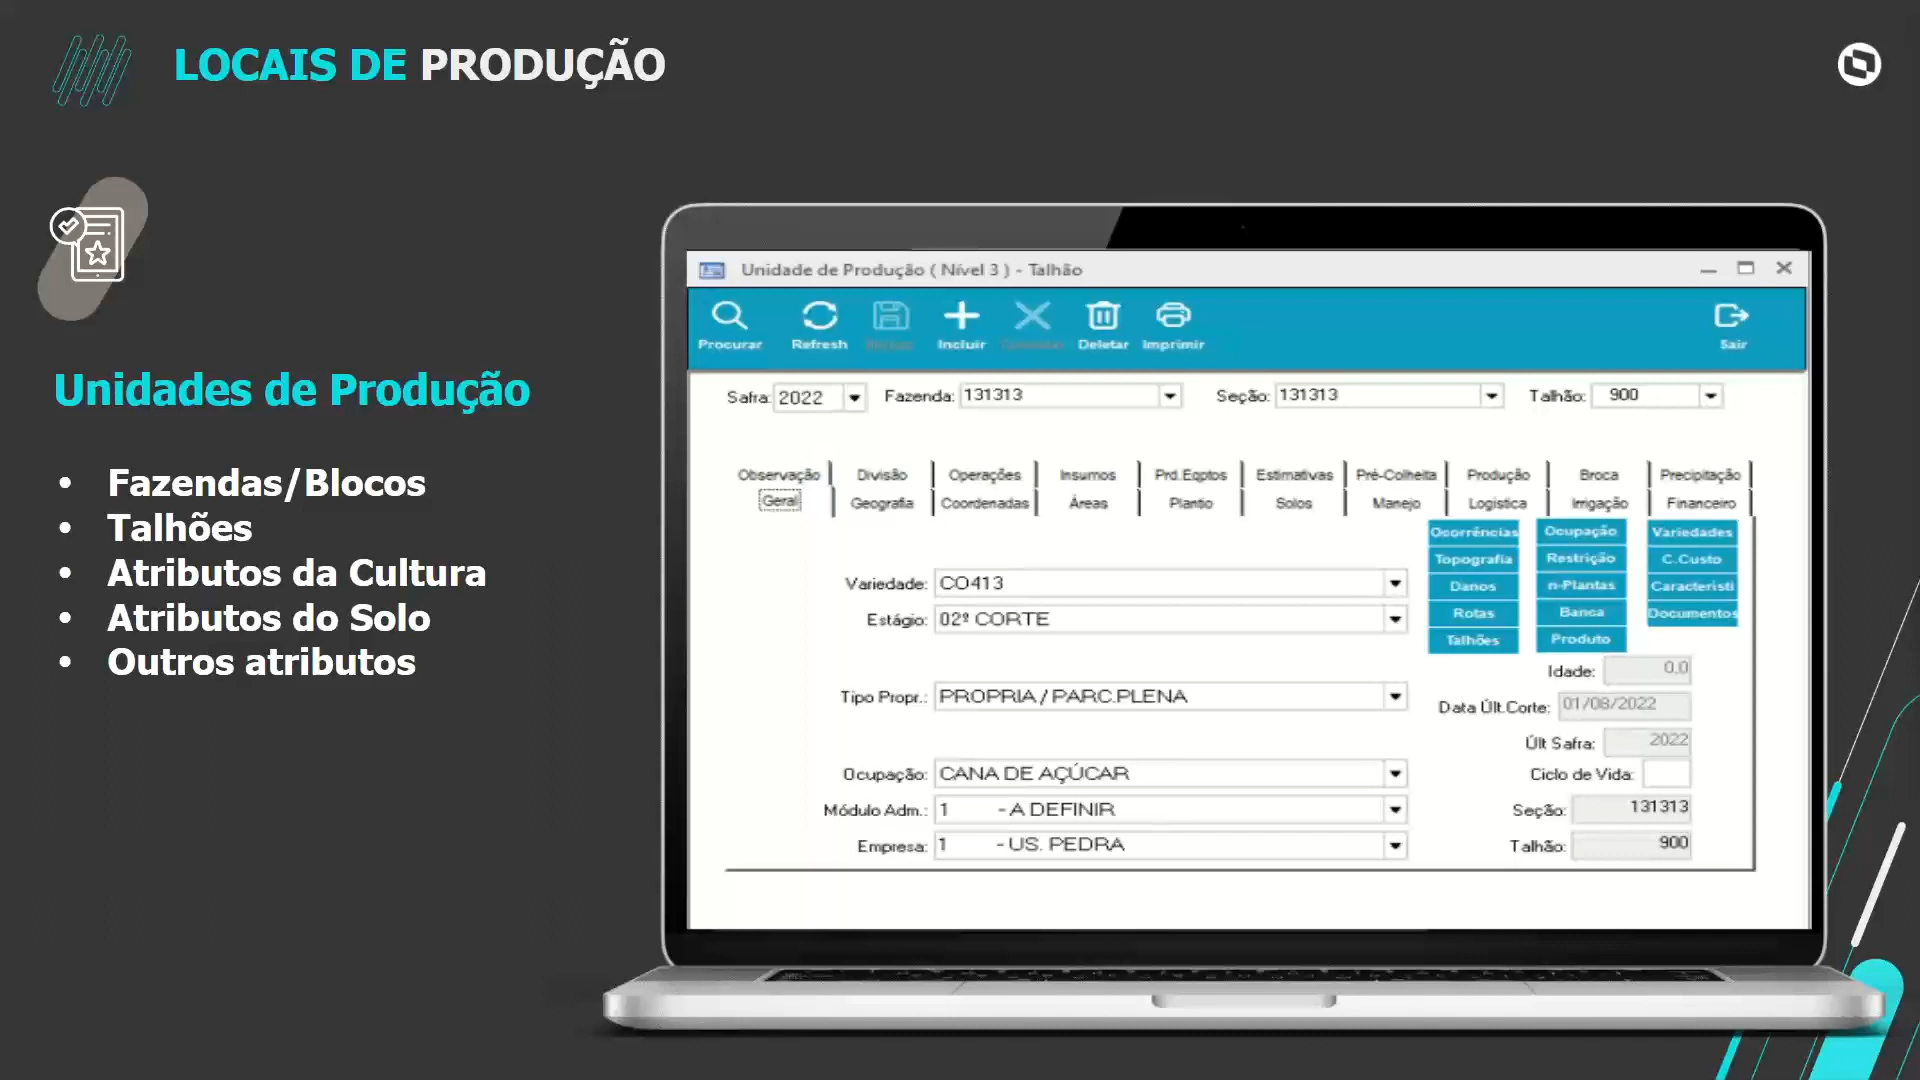 LOCAIS DE PRODUÇÃO
Unidades de Produção
• Fazendas/Blocos
• Talhões
• Atributos da Cultura
• Atributos do Solo
• Outros atributos
Unidade de Produção ( Nível 3 ) - Talhão
Procurar Refresh Incluir Deletar Imprimir Sair
Safra: 2022 Fazenda: 131313 Seção: 131313 Talhão: 900
Observação Divisão Operações Insumos Prd.Eqptos Estimativas Pré-Colheita Produção Broca Precipitação
Geral Geografia Coordenadas Áreas Plantio Solos Manejo Logística Irrigação Financeiro
Ocorrências Ocupação Variedades
Topografia Restrição C.Custo
Danos n-Plantas Característi
Rotas Banca Documentos
Talhões Produto
Variedade: CO413
Estágio: 02º CORTE
Tipo Propr.: PROPRIA / PARC.PLENA
Ocupação: CANA DE AÇÚCAR
Módulo Adm.: 1 - A DEFINIR
Empresa: 1 - US. PEDRA
Idade: 0,0
Data Últ.Corte: 01/08/2022
Últ Safra: 2022
Ciclo de Vida:
Seção: 131313
Talhão: 900